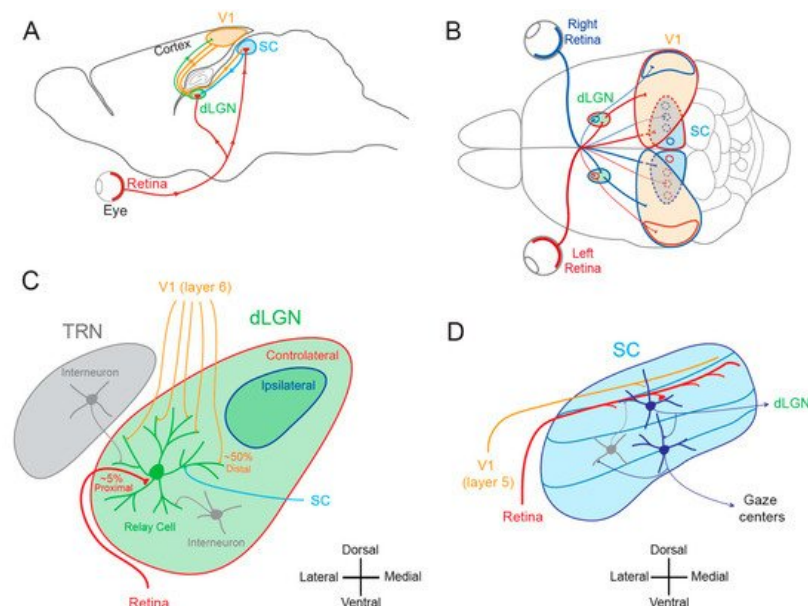 A
V1
Cortex
SC
dLGN
Retina
Eye
B
Right
Retina
V1
dLGN
SC
Left
Retina
C
V1 (layer 6)
TRN
dLGN
Interneuron
Controlateral
Ipsilateral
~5%
Proximal
~50%
Distal
SC
Relay Cell
Interneuron
Retina
Dorsal
Lateral
Medial
Ventral
D
SC
dLGN
V1
(layer 5)
Retina
Gaze
centers
Dorsal
Lateral
Medial
Ventral